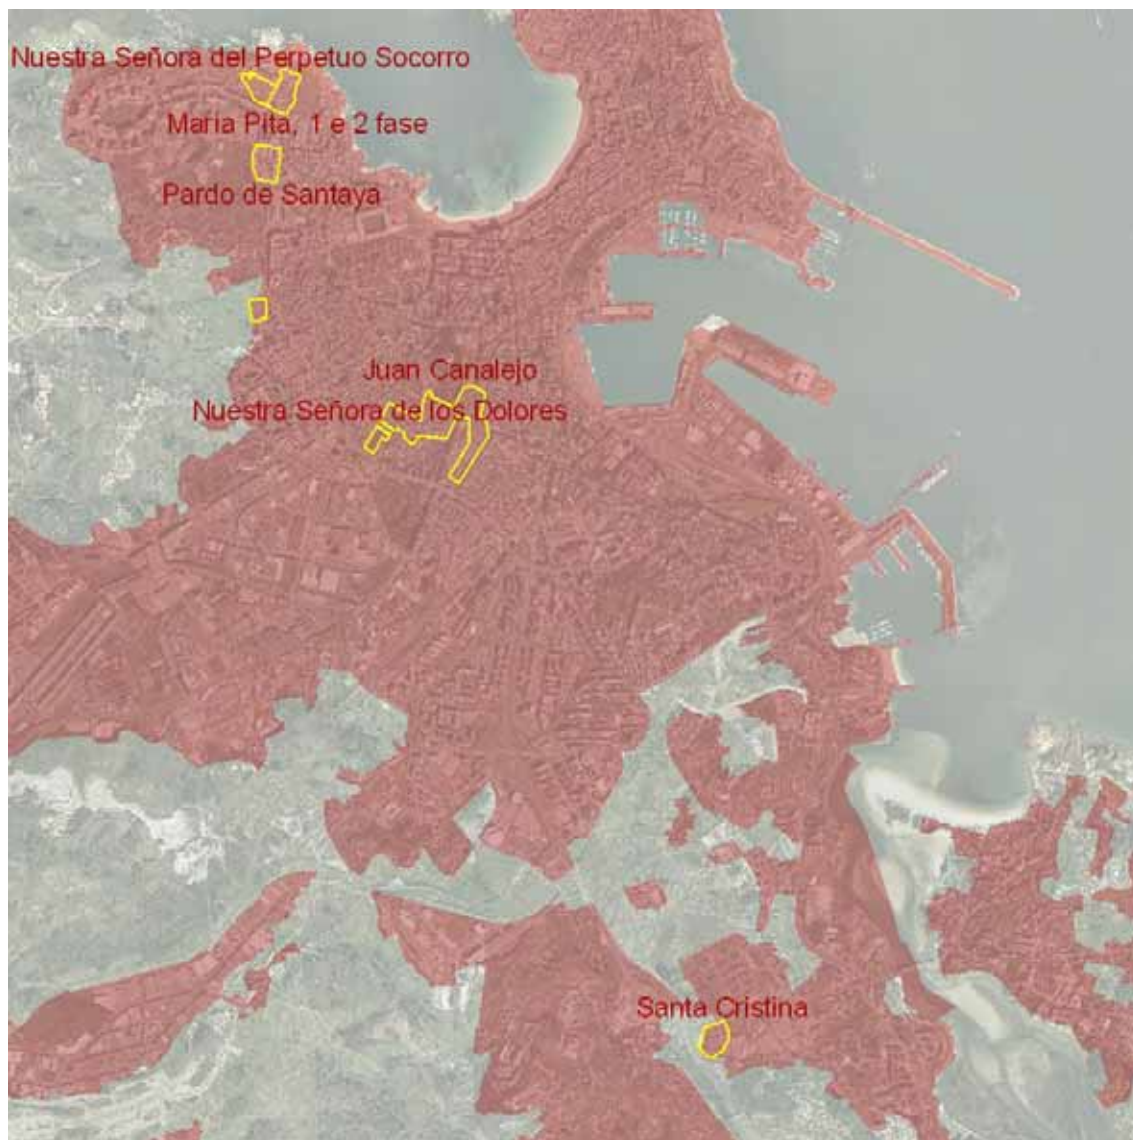 Nuestra Señora del Perpetuo Socorro
Maria Pita, 1 e 2 fase
Pardo de Santaya
Juan Canalejo
Nuestra Señora de los Dolores
Santa Cristina